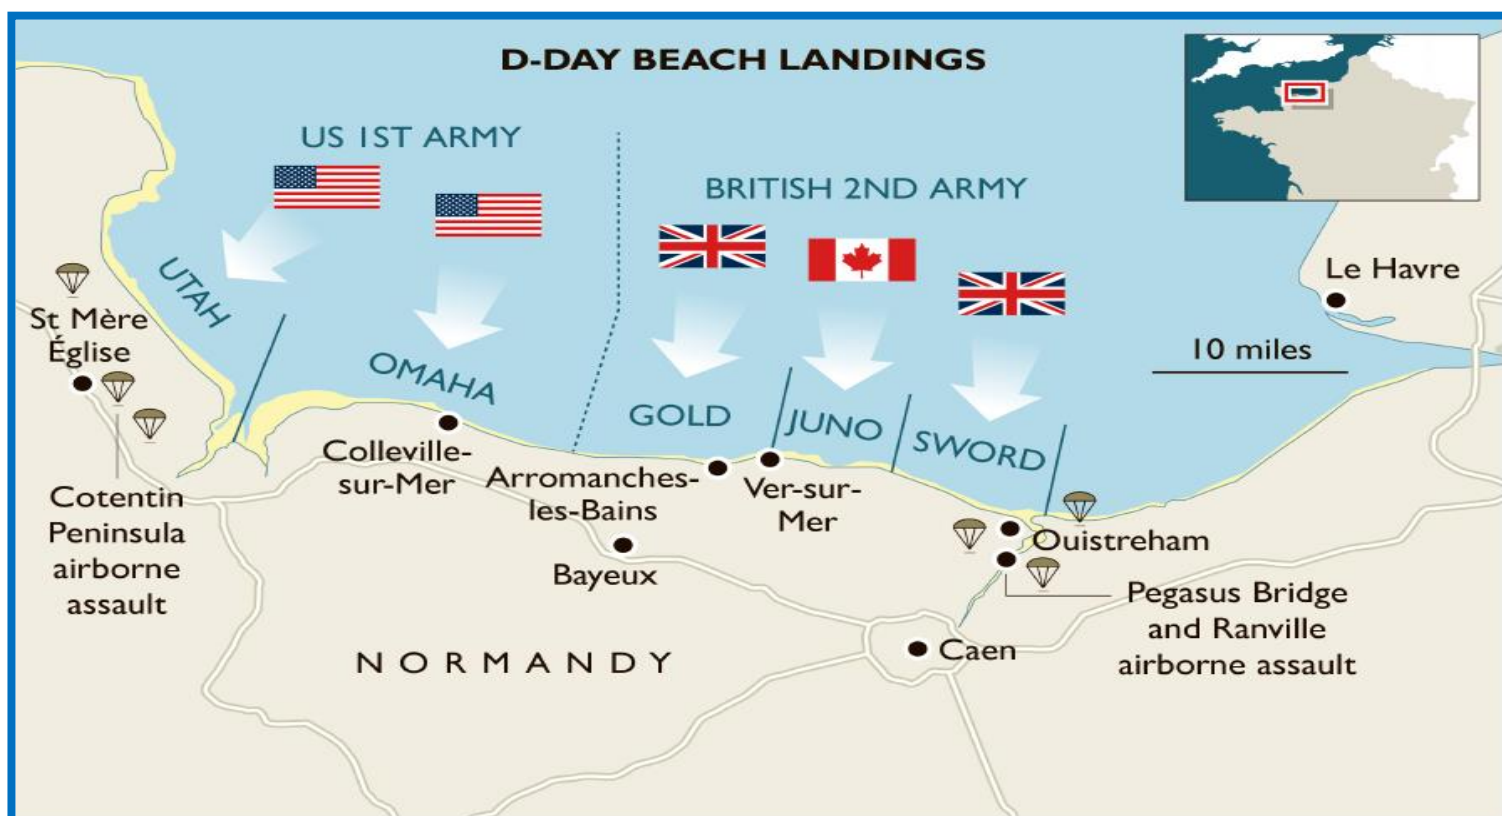 D-DAY BEACH LANDINGS
US 1ST ARMY
BRITISH 2ND ARMY
Le Havre
10 miles
UTAH
OMAHA
GOLD
JUNO
SWORD
St Mère
Église
Colleville-
sur-Mer
Arromanches-
les-Bains
Ver-sur-
Mer
Bayeux
Ouistreham
Cotentin
Peninsula
airborne
assault
Pegasus Bridge
and Ranville
airborne assault
Caen
NORMANDY